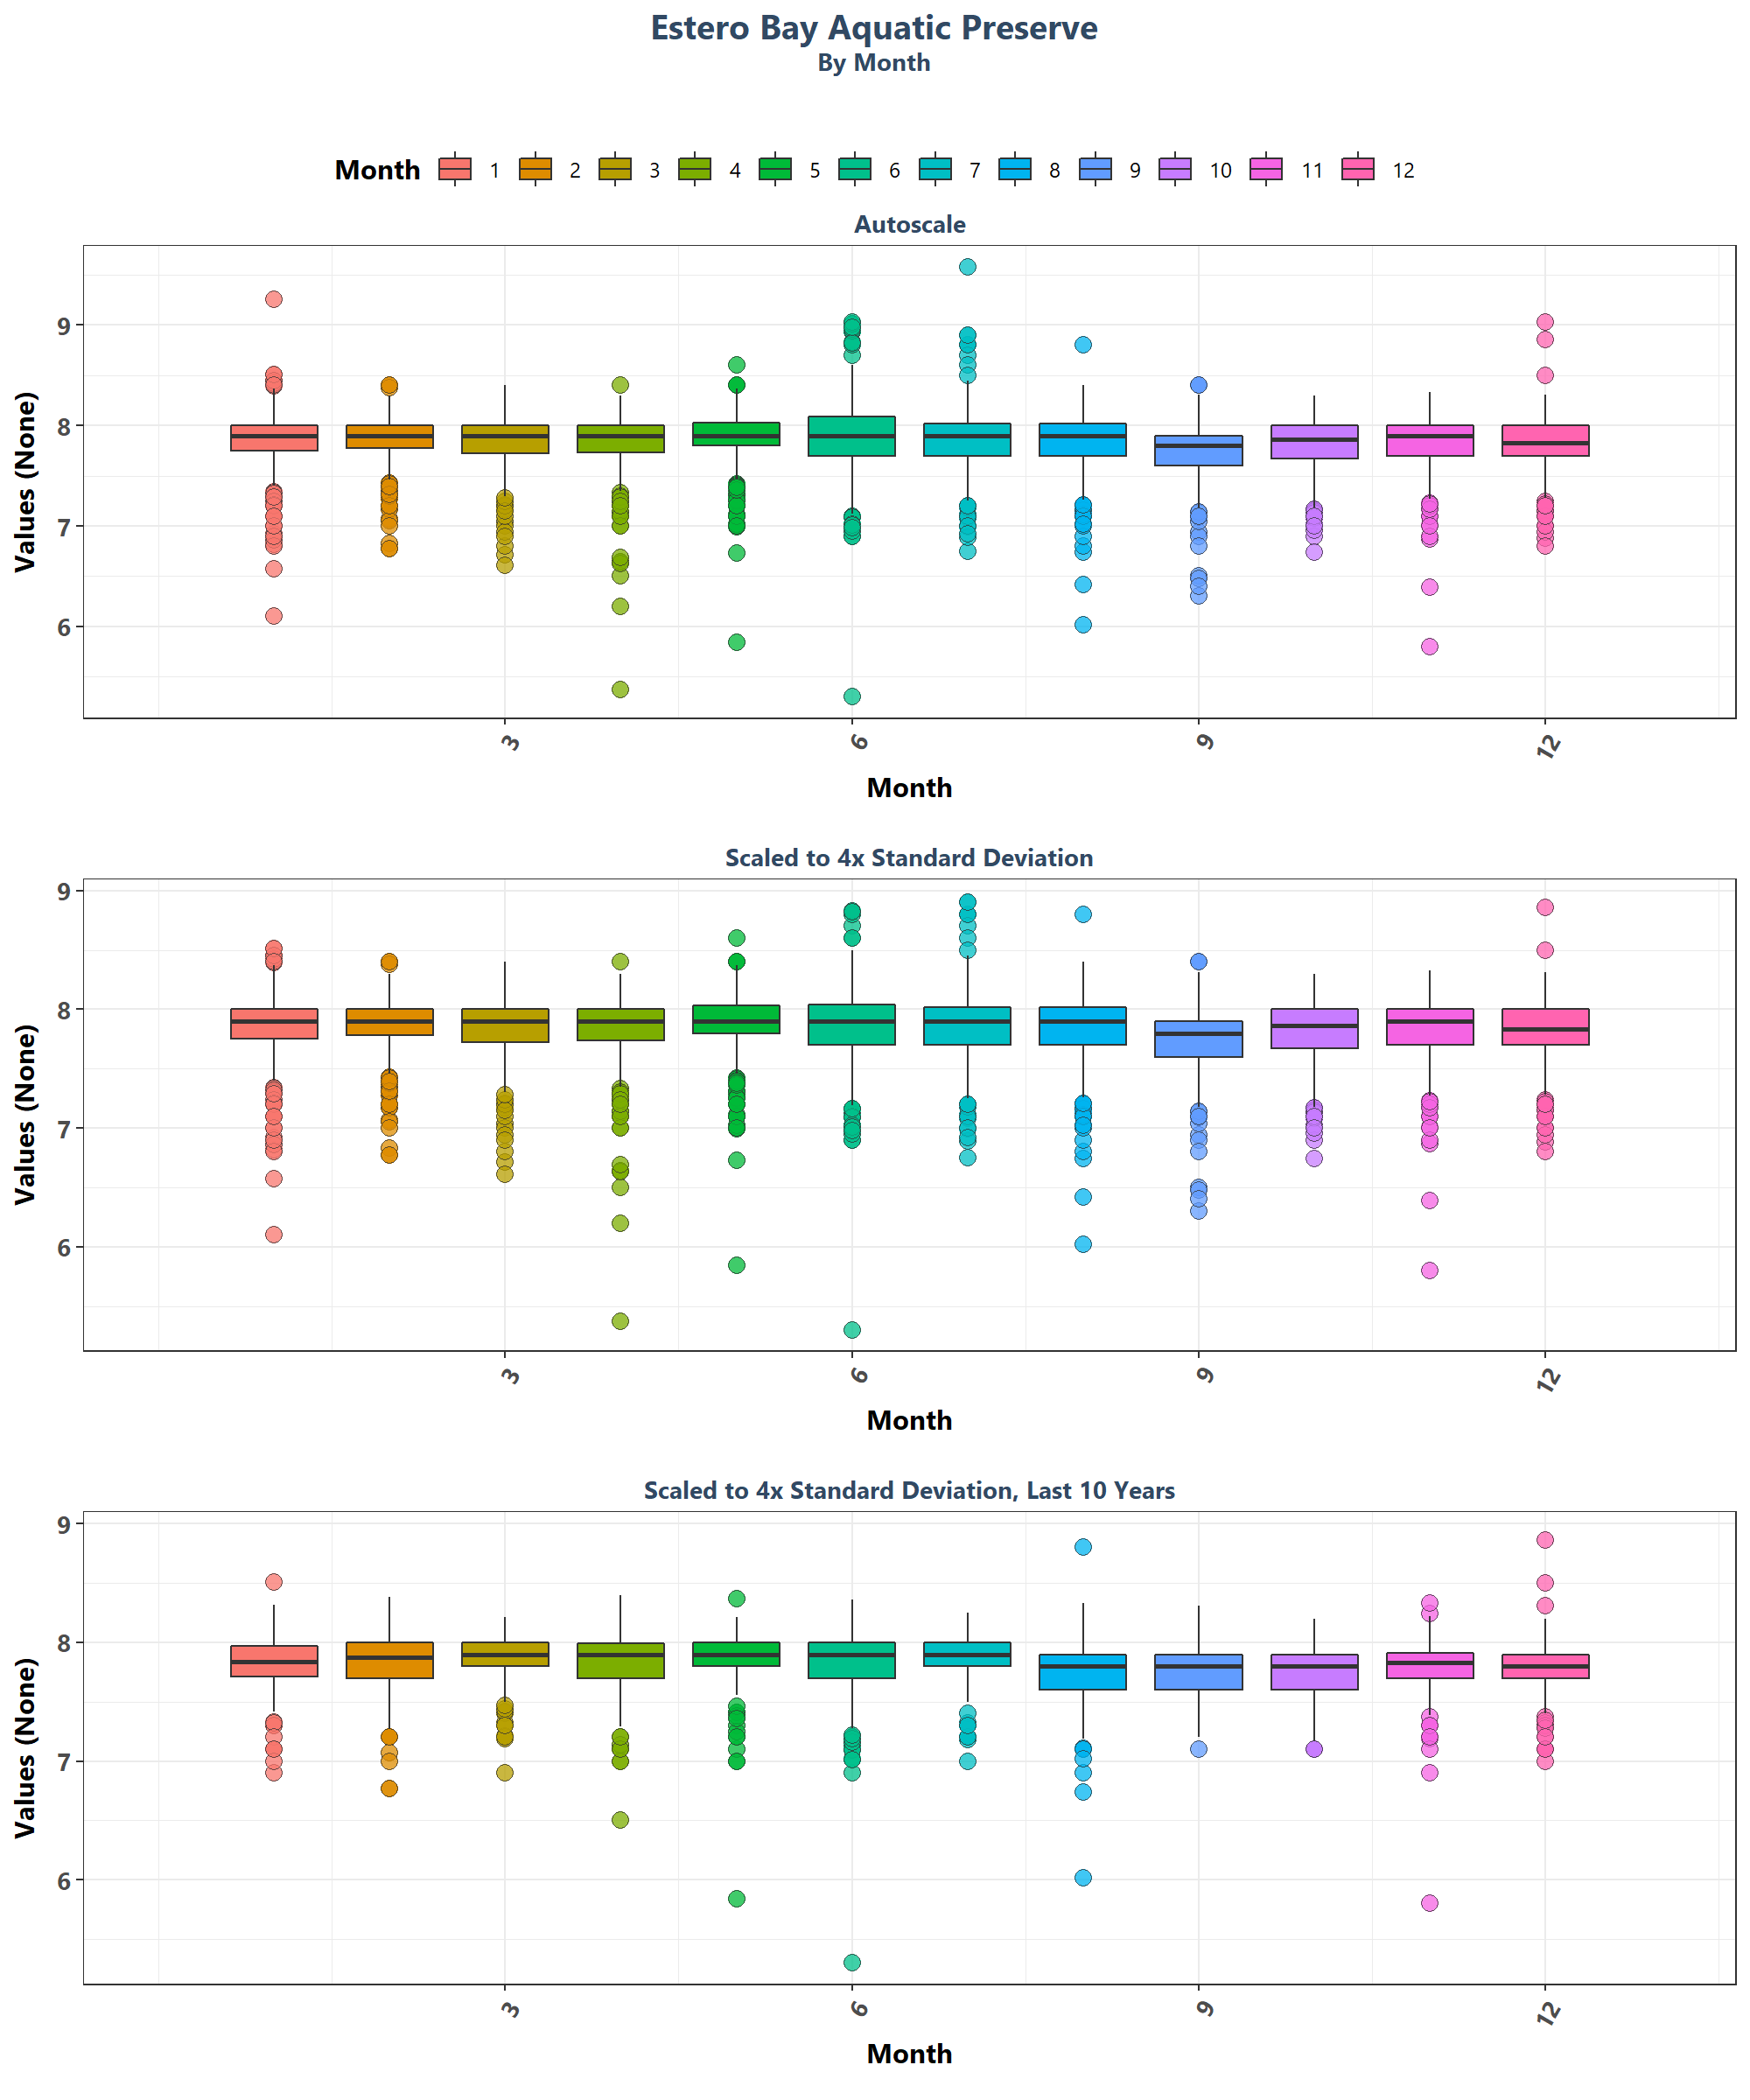 Estero Bay Aquatic Preserve
By Month
Month 1 2 3 4 5 6 7 8 9 10 11 12
Autoscale
Values (None)
9
8
7
6
3 6 9 12
Month
Scaled to 4x Standard Deviation
Values (None)
9
8
7
6
3 6 9 12
Month
Scaled to 4x Standard Deviation, Last 10 Years
Values (None)
9
8
7
6
3 6 9 12
Month